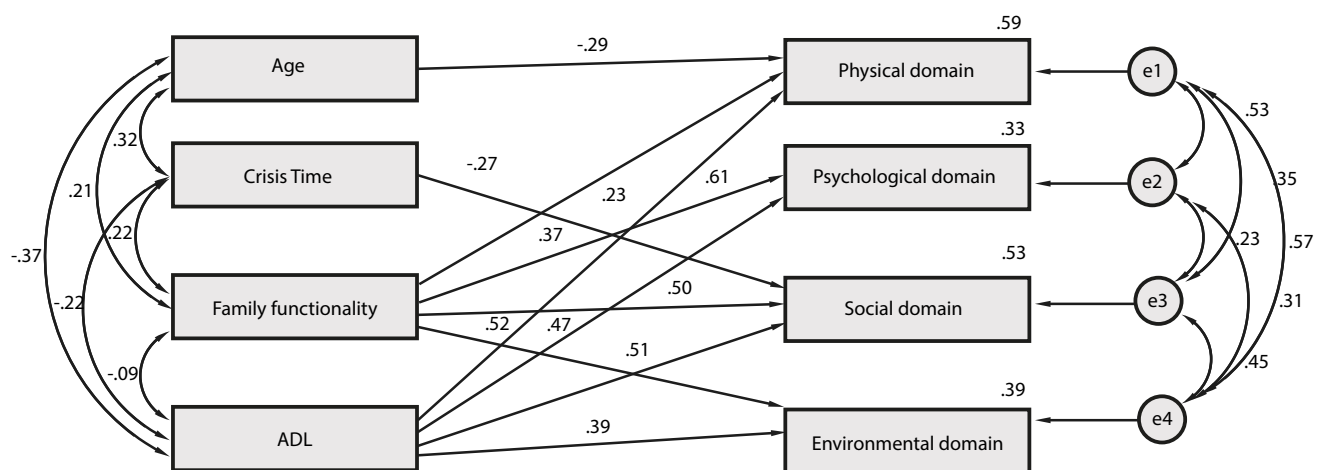 .59
-.29
Age
Physical domain
e1
.53
.33
.32
-.27
Crisis Time
.61
Psychological domain
e2
.35
.21
.23
.22
.37
.23
.57
-.37
.53
-.22
.50
.31
Family functionality
Social domain
e3
.52
.47
.51
.45
-.09
.39
ADL
.39
Environmental domain
e4